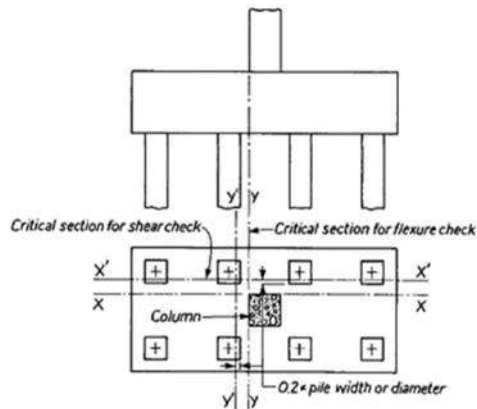 Y' Y
Critical section for shear check
Critical section for flexure check
X' X'
X X
Column
0.2× pile width or diameter
Y' Y